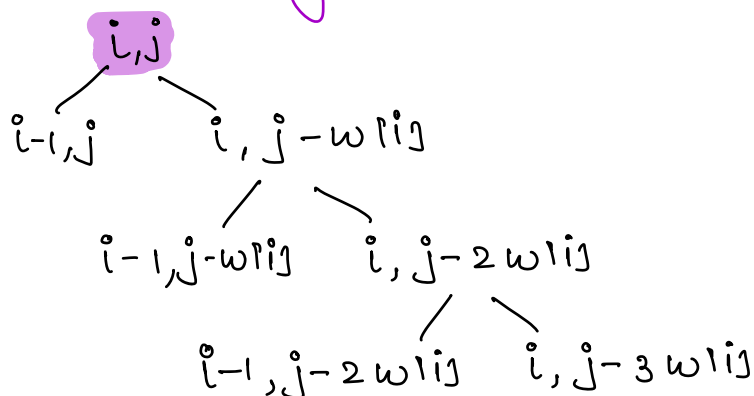 i,j
i-1,j i, j-w[i]
i-1,j-w[i] i, j-2w[i]
i-1,j-2w[i] i, j-3w[i]